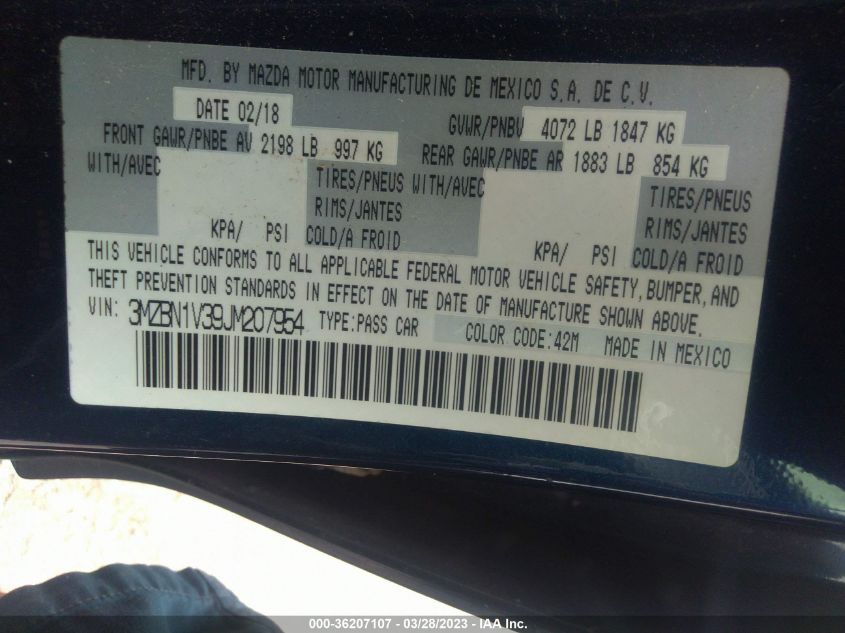 MFD. BY MAZDA MOTOR MANUFACTURING DE MEXICO S.A. DE C.V.
DATE 02/18 GVWR/PNBV 4072 LB 1847 KG
FRONT GAWR/PNBE AV 2198 LB 997 KG REAR GAWR/PNBE AR 1883 LB 854 KG
WITH/AVEC TIRES/PNEUS WITH/AVEC TIRES/PNEUS
RIMS/JANTES RIMS/JANTES
KPA/ PSI COLD/A FROID KPA/ PSI COLD/A FROID
THIS VEHICLE CONFORMS TO ALL APPLICABLE FEDERAL MOTOR VEHICLE SAFETY, BUMPER, AND
THEFT PREVENTION STANDARDS IN EFFECT ON THE DATE OF MANUFACTURE SHOWN ABOVE.
VIN: 3MZBN1V39JM207954 TYPE:PASS CAR COLOR CODE:42M MADE IN MEXICO
000-36207107 - 03/28/2023 - IAA Inc.